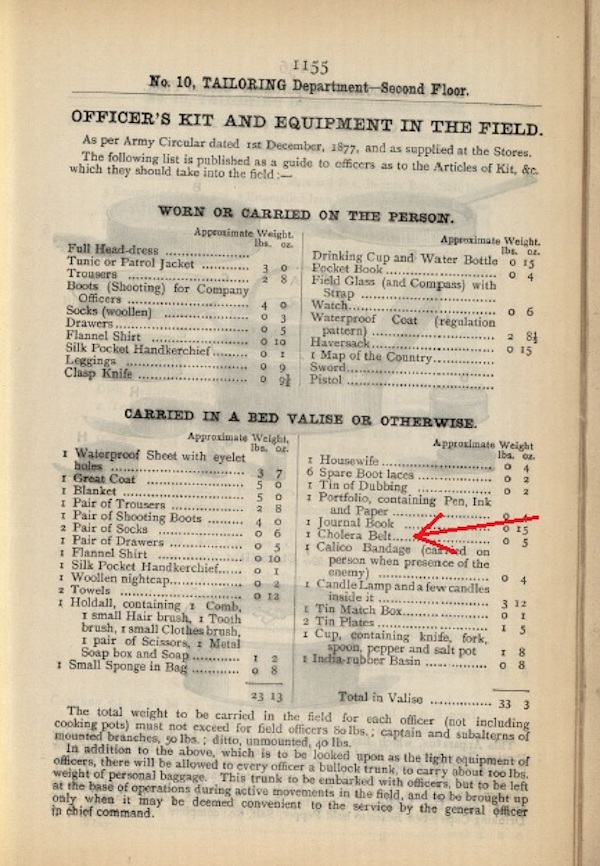 1155
No. 10, TAILORING Department—Second Floor.
OFFICER'S KIT AND EQUIPMENT IN THE FIELD.
As per Army Circular dated 1st December, 1877, and as supplied at the Stores.
The following list is published as a guide to officers as to the Articles of Kit, &c.
which they should take into the field:—
WORN OR CARRIED ON THE PERSON.
Approximate Weight.
lbs. oz.
Full Head-dress
Tunic or Patrol Jacket 3 0
Trousers 2 8
Boots (Shooting) for Company
Officers 4 0
Socks (woollen) 0 3
Drawers 0 5
Flannel Shirt 0 10
Silk Pocket Handkerchief 0 1
Leggings 0 9
Clasp Knife 0 9½
Approximate Weight.
lbs. oz.
Drinking Cup and Water Bottle 0 15
Pocket Book 0 4
Field Glass (and Compass) with
Strap
Watch 0 6
Waterproof Coat (regulation
pattern) 2 8½
Haversack 0 15
1 Map of the Country
Sword
Pistol
CARRIED IN A BED VALISE OR OTHERWISE.
Approximate Weight,
lbs. oz.
1 Waterproof Sheet with eyelet
holes 3 7
1 Great Coat 5 0
1 Blanket 5 0
1 Pair of Trousers 2 8
1 Pair of Shooting Boots 4 0
2 Pair of Socks 0 6
1 Pair of Drawers 0 5
1 Flannel Shirt 0 10
1 Silk Pocket Handkerchief 0 1
1 Woollen nightcap 0 2
2 Towels 0 12
1 Holdall, containing 1 Comb,
1 small Hair brush, 1 Tooth
brush, 1 small Clothes brush,
1 pair of Scissors, 1 Metal
Soap box and Soap 1 2
1 Small Sponge in Bag 0 8
23 13
Approximate Weight
lbs. oz.
1 Housewife 0 4
6 Spare Boot laces 0 2
1 Tin of Dubbing 0 2
1 Portfolio, containing Pen, Ink
and Paper 0
1 Journal Book 0 15
1 Cholera Belt 0 5
1 Calico Bandage (carried on
person when presence of the
enemy) 0 4
1 Candle Lamp and a few candles
inside it 3 12
1 Tin Match Box 0 1
2 Tin Plates 1 5
1 Cup, containing knife, fork,
spoon, pepper and salt pot 1 8
1 India-rubber Basin 0 8
Total in Valise 33 3
The total weight to be carried in the field for each officer (not including
cooking pots) must not exceed for field officers 80 lbs.; captain and subalterns of
mounted branches, 50 lbs.; ditto, unmounted, 40 lbs.
In addition to the above, which is to be looked upon as the light equipment of
officers, there will be allowed to every officer a bullock trunk, to carry about 100 lbs.
weight of personal baggage. This trunk to be embarked with officers, but to be left
at the base of operations during active movements in the field, and to be brought up
only when it may be deemed convenient to the service by the general officer
in chief command.